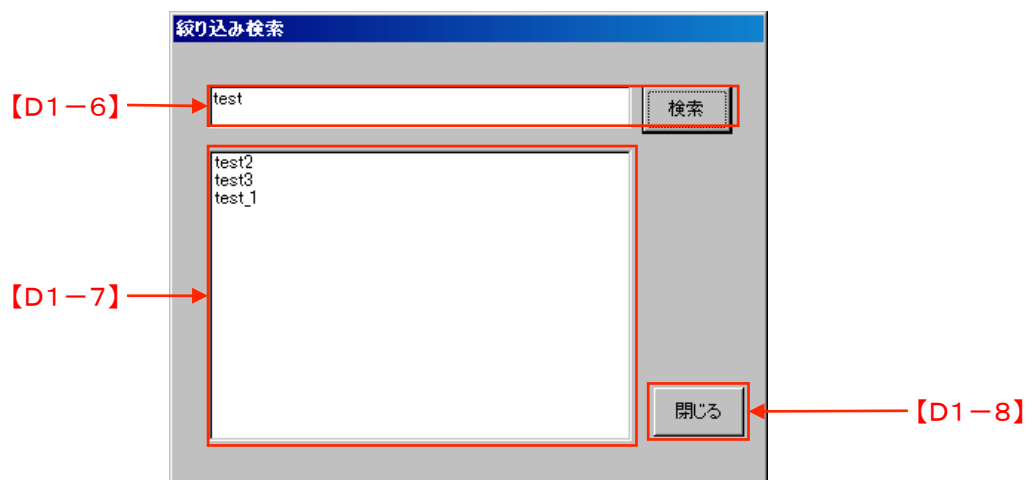 絞り込み検索
【D1－6】
test
検索
test2
test3
test_1
【D1－7】
閉じる
【D1－8】